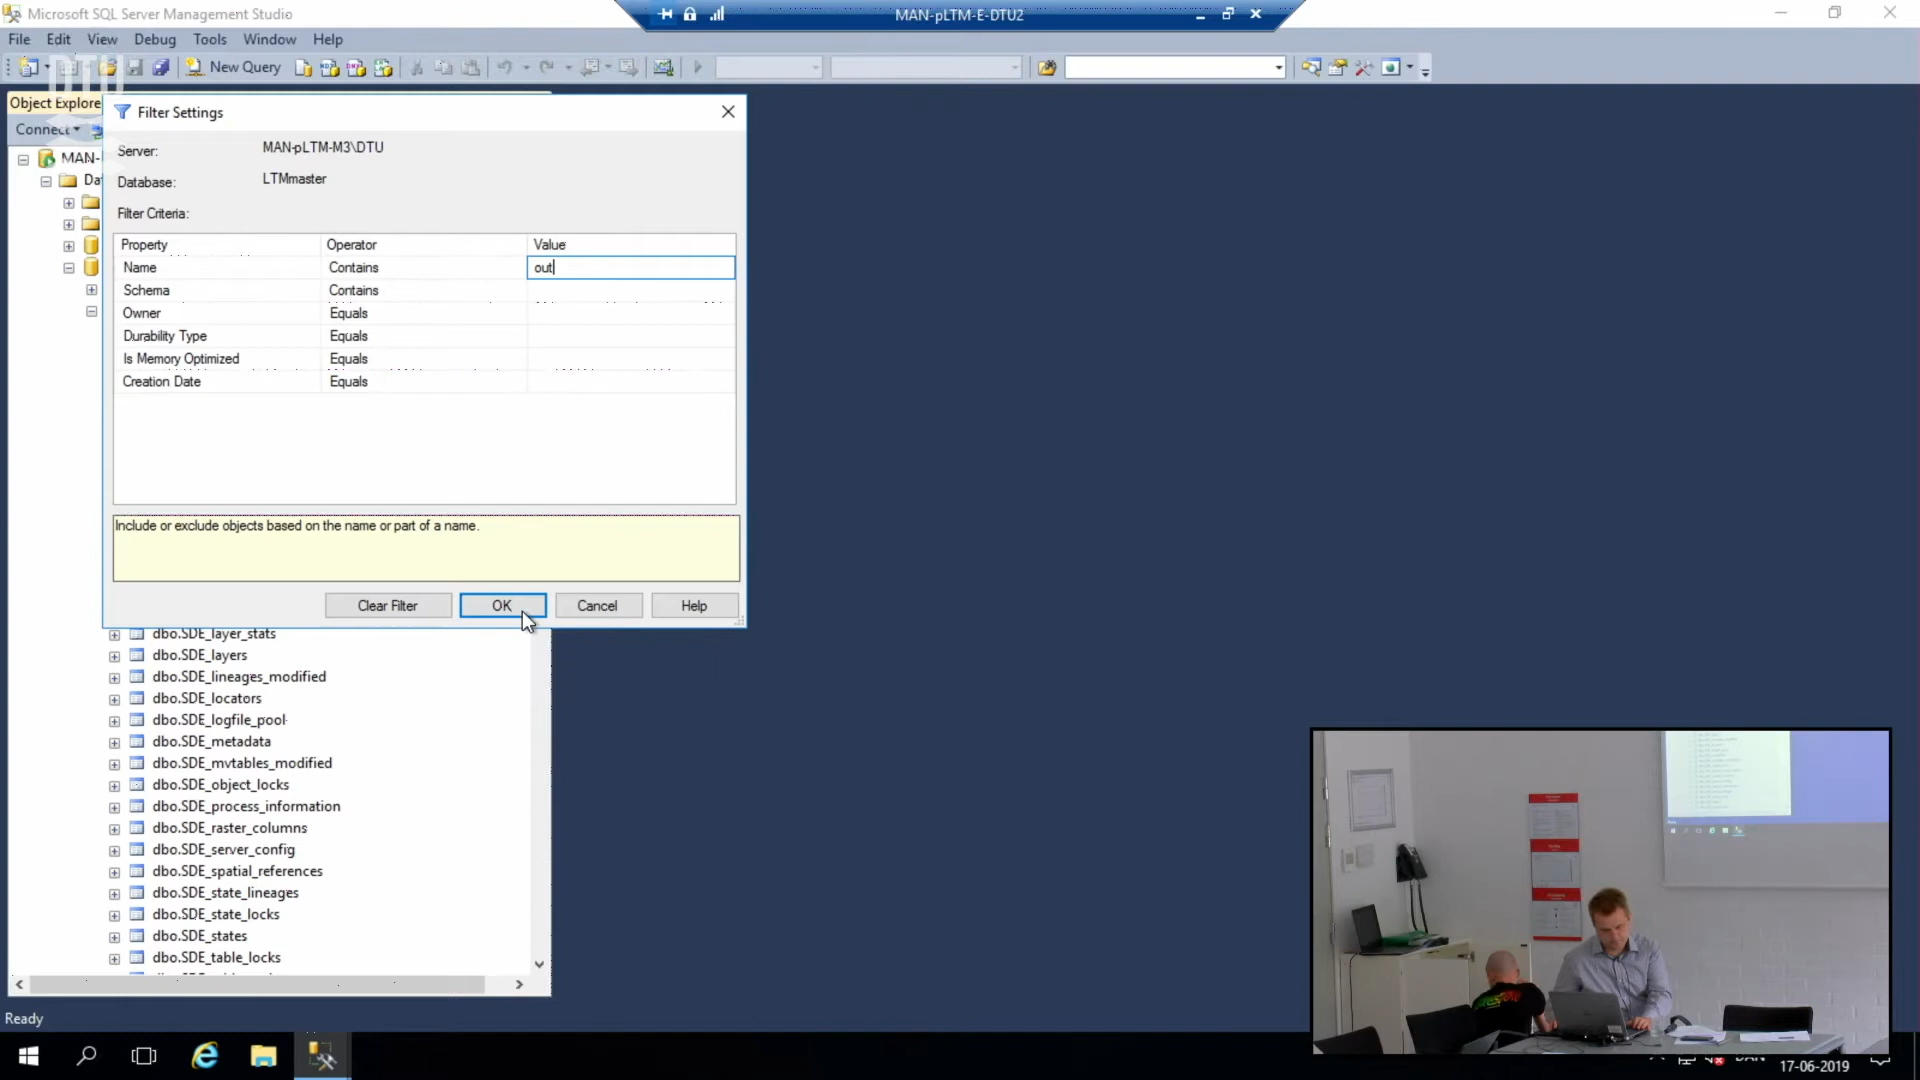 Microsoft SQL Server Management Studio
MAN-pLTM-E-DTU2
File Edit View Debug Tools Window Help
New Query
DTU
Object Explore
Connect
MAN-
Da
Filter Settings
Server: MAN-pLTM-M3\DTU
Database: LTMmaster
Filter Criteria:
Property Operator Value
Name Contains out
Schema Contains
Owner Equals
Durability Type Equals
Is Memory Optimized Equals
Creation Date Equals
Include or exclude objects based on the name or part of a name.
Clear Filter OK Cancel Help
dbo.SDE_layer_stats
dbo.SDE_layers
dbo.SDE_lineages_modified
dbo.SDE_locators
dbo.SDE_logfile_pool
dbo.SDE_metadata
dbo.SDE_mvtables_modified
dbo.SDE_object_locks
dbo.SDE_process_information
dbo.SDE_raster_columns
dbo.SDE_server_config
dbo.SDE_spatial_references
dbo.SDE_state_lineages
dbo.SDE_state_locks
dbo.SDE_states
dbo.SDE_table_locks
Ready
DAN
17-06-2019